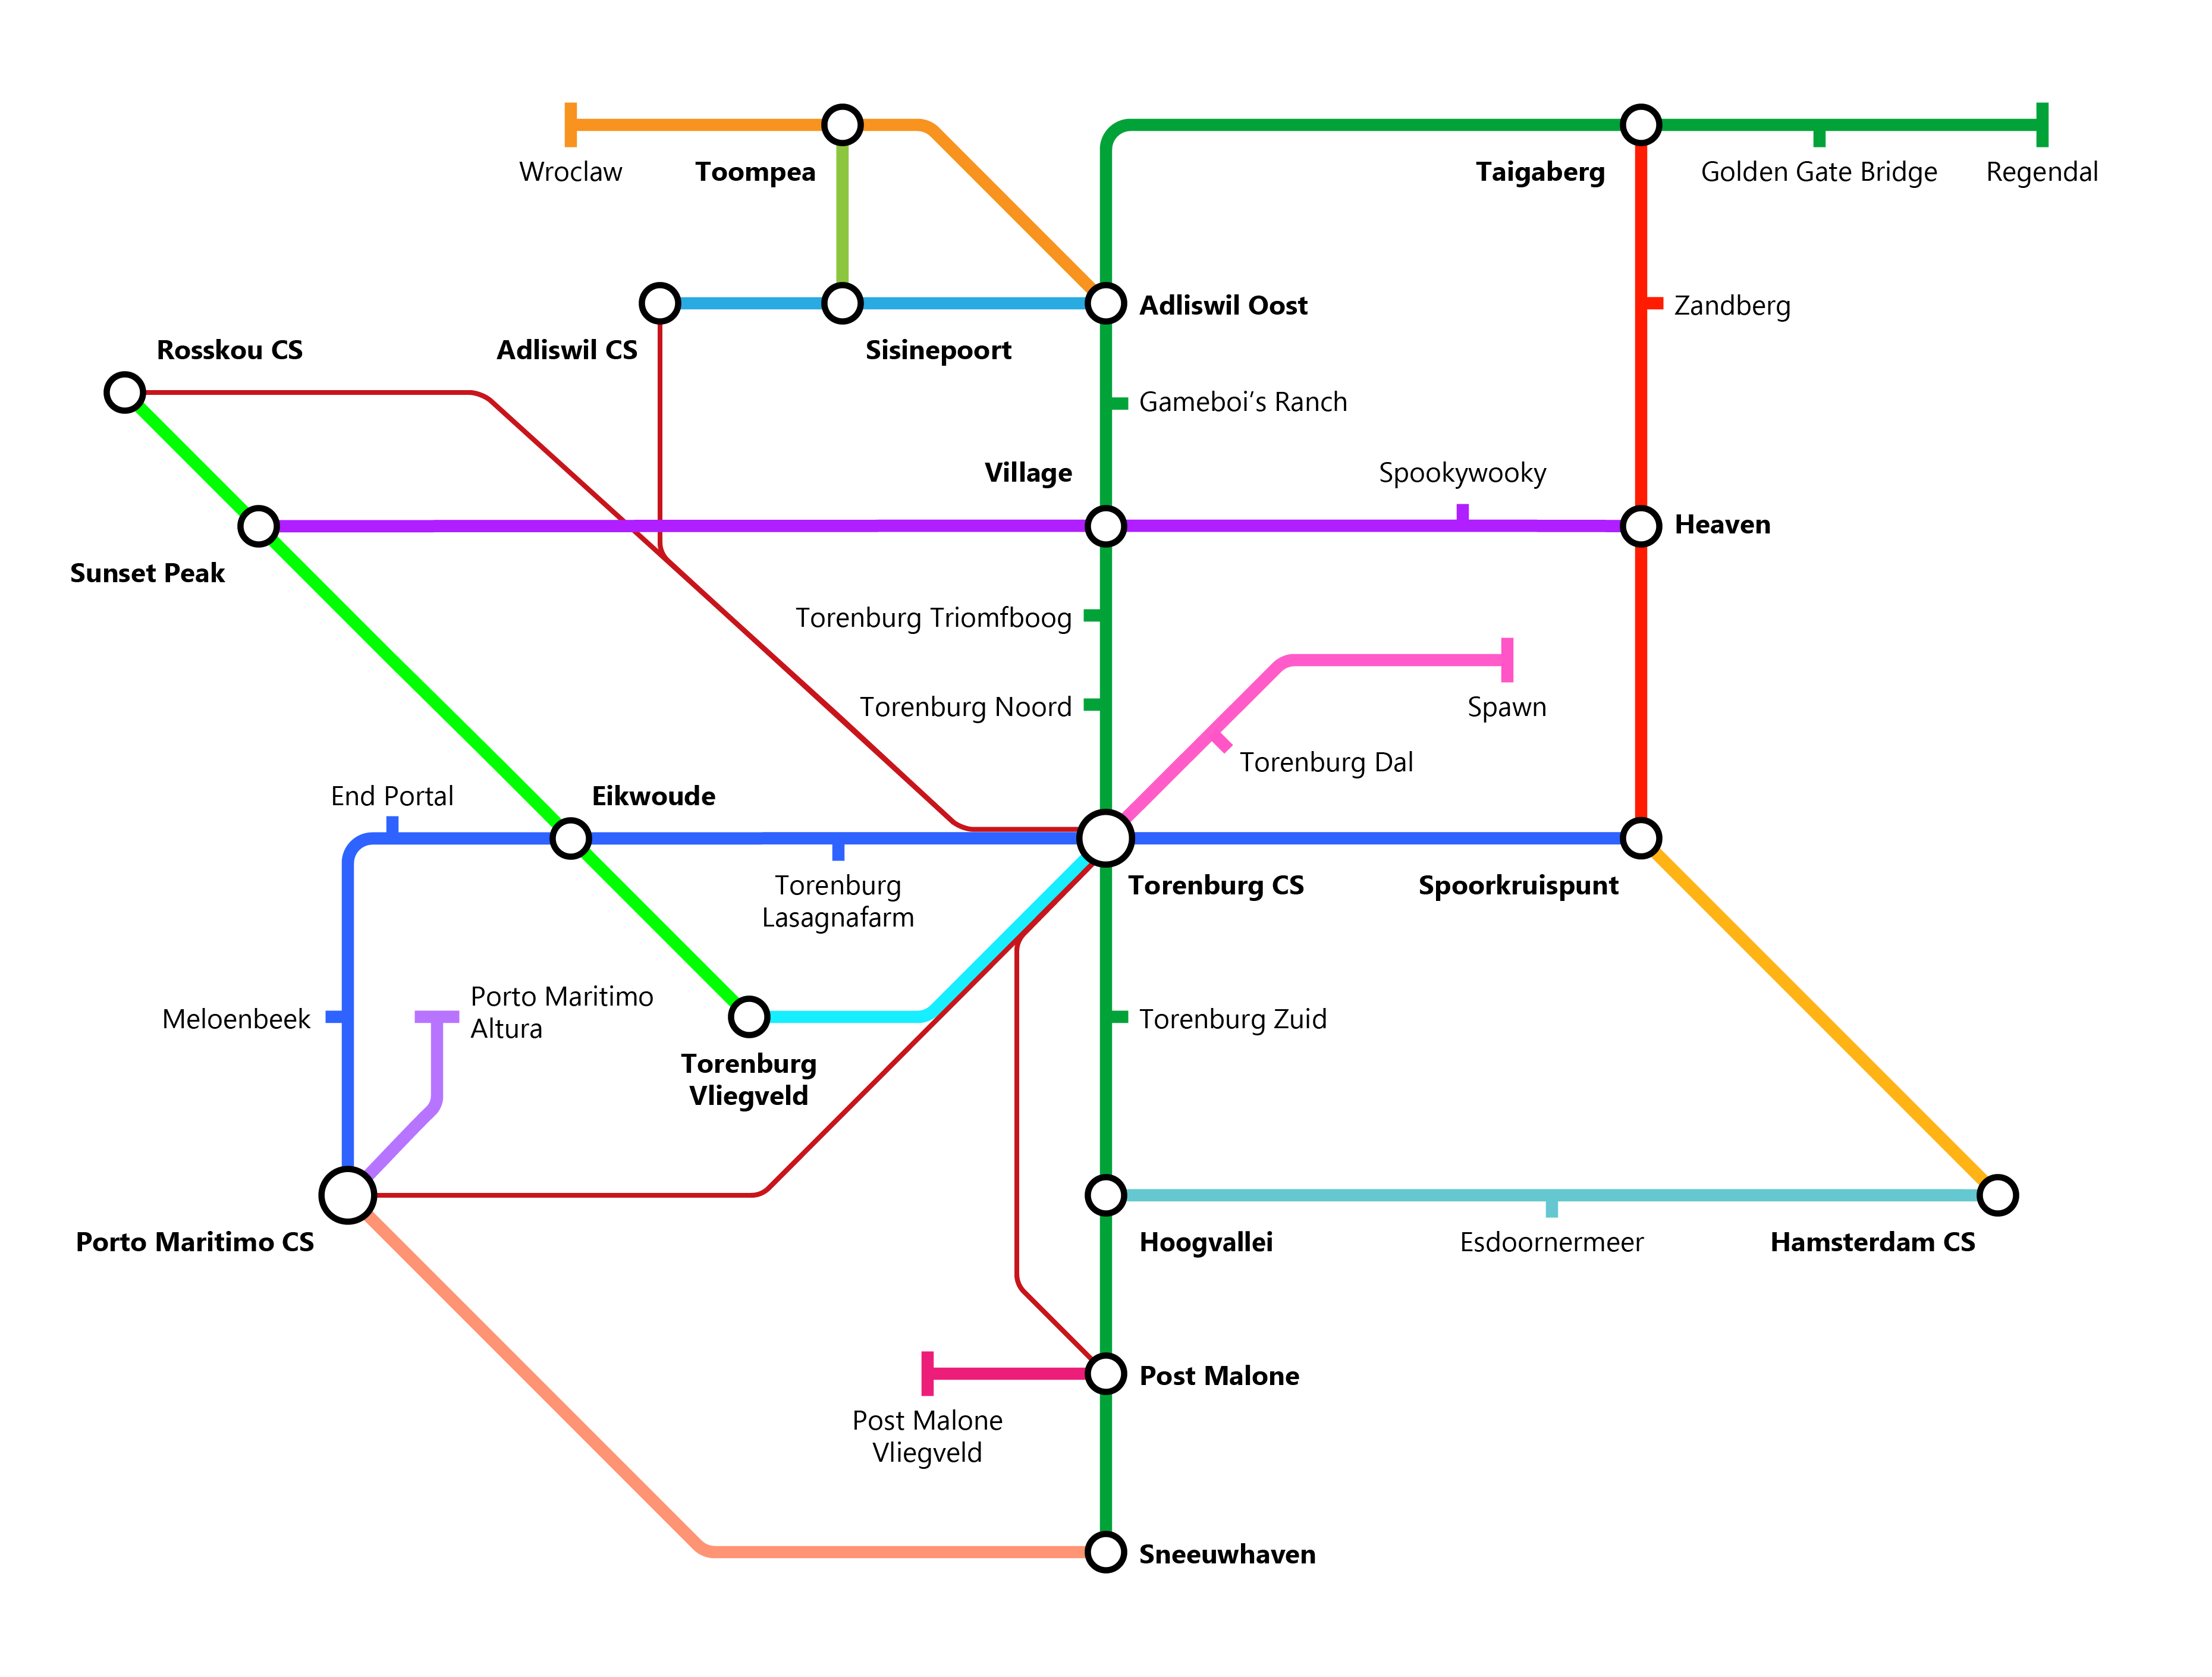 Wroclaw
Toompea
Taigaberg
Golden Gate Bridge
Regendal
Adliswil Oost
Zandberg
Rosskou CS
Adliswil CS
Sisinepoort
Gameboi's Ranch
Village
Spookywooky
Heaven
Sunset Peak
Torenburg Triomfboog
Torenburg Noord
Spawn
Torenburg Dal
End Portal
Eikwoude
Torenburg
Lasagnafarm
Torenburg CS
Spoorkruispunt
Meloenbeek
Porto Maritimo
Altura
Torenburg Zuid
Torenburg
Vliegveld
Porto Maritimo CS
Hoogvallei
Esdoornermeer
Hamsterdam CS
Post Malone
Post Malone
Vliegveld
Sneeuwhaven